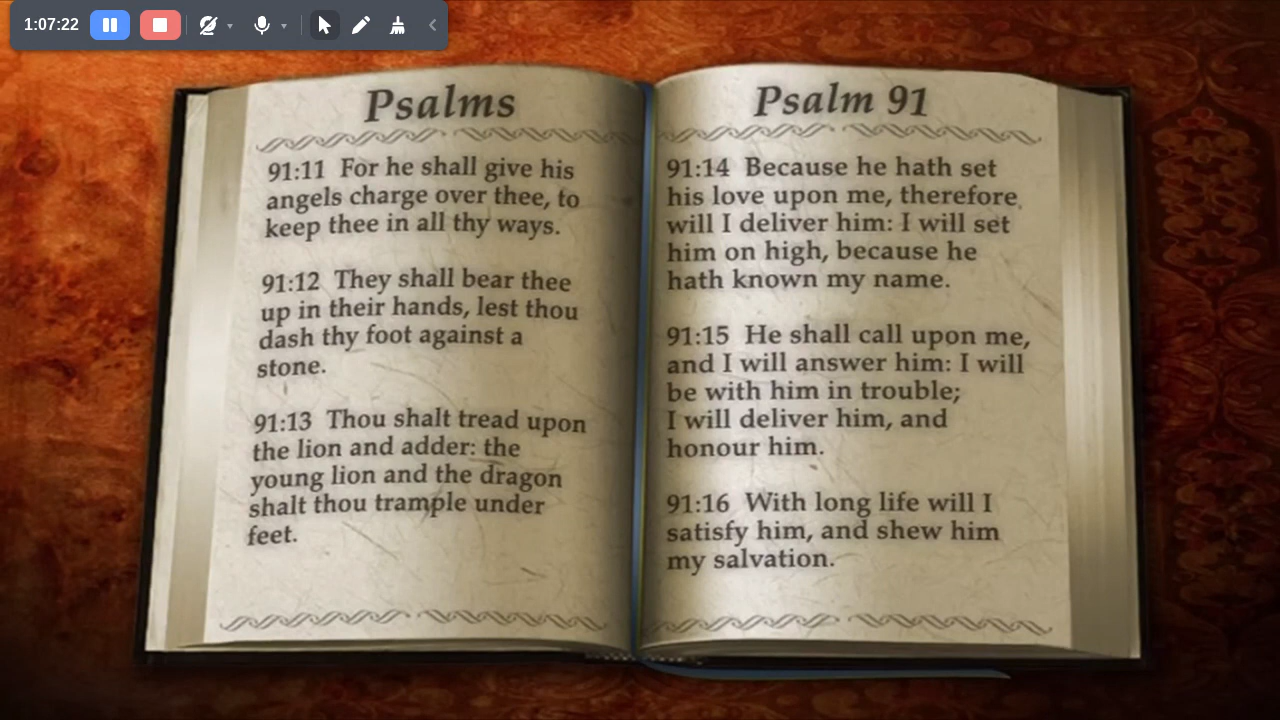 1:07:22
Psalms
91:11 For he shall give his
angels charge over thee, to
keep thee in all thy ways.
91:12 They shall bear thee
up in their hands, lest thou
dash thy foot against a
stone.
91:13 Thou shalt tread upon
the lion and adder: the
young lion and the dragon
shalt thou trample under
feet.
Psalm 91
91:14 Because he hath set
his love upon me, therefore
will I deliver him: I will set
him on high, because he
hath known my name.
91:15 He shall call upon me,
and I will answer him: I will
be with him in trouble;
I will deliver him, and
honour him.
91:16 With long life will I
satisfy him, and shew him
my salvation.